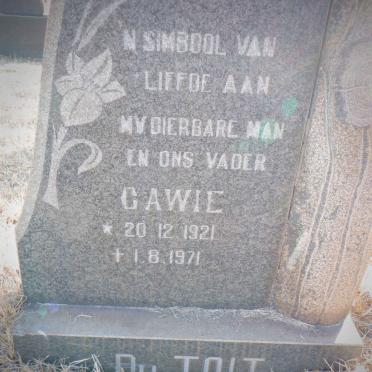 'N SIMBOOL VAN
LIEFDE AAN
MY DIERBARE MAN
EN ONS VADER
GAWIE
* 20.12.1921
† 1.8.1971
DU TOIT